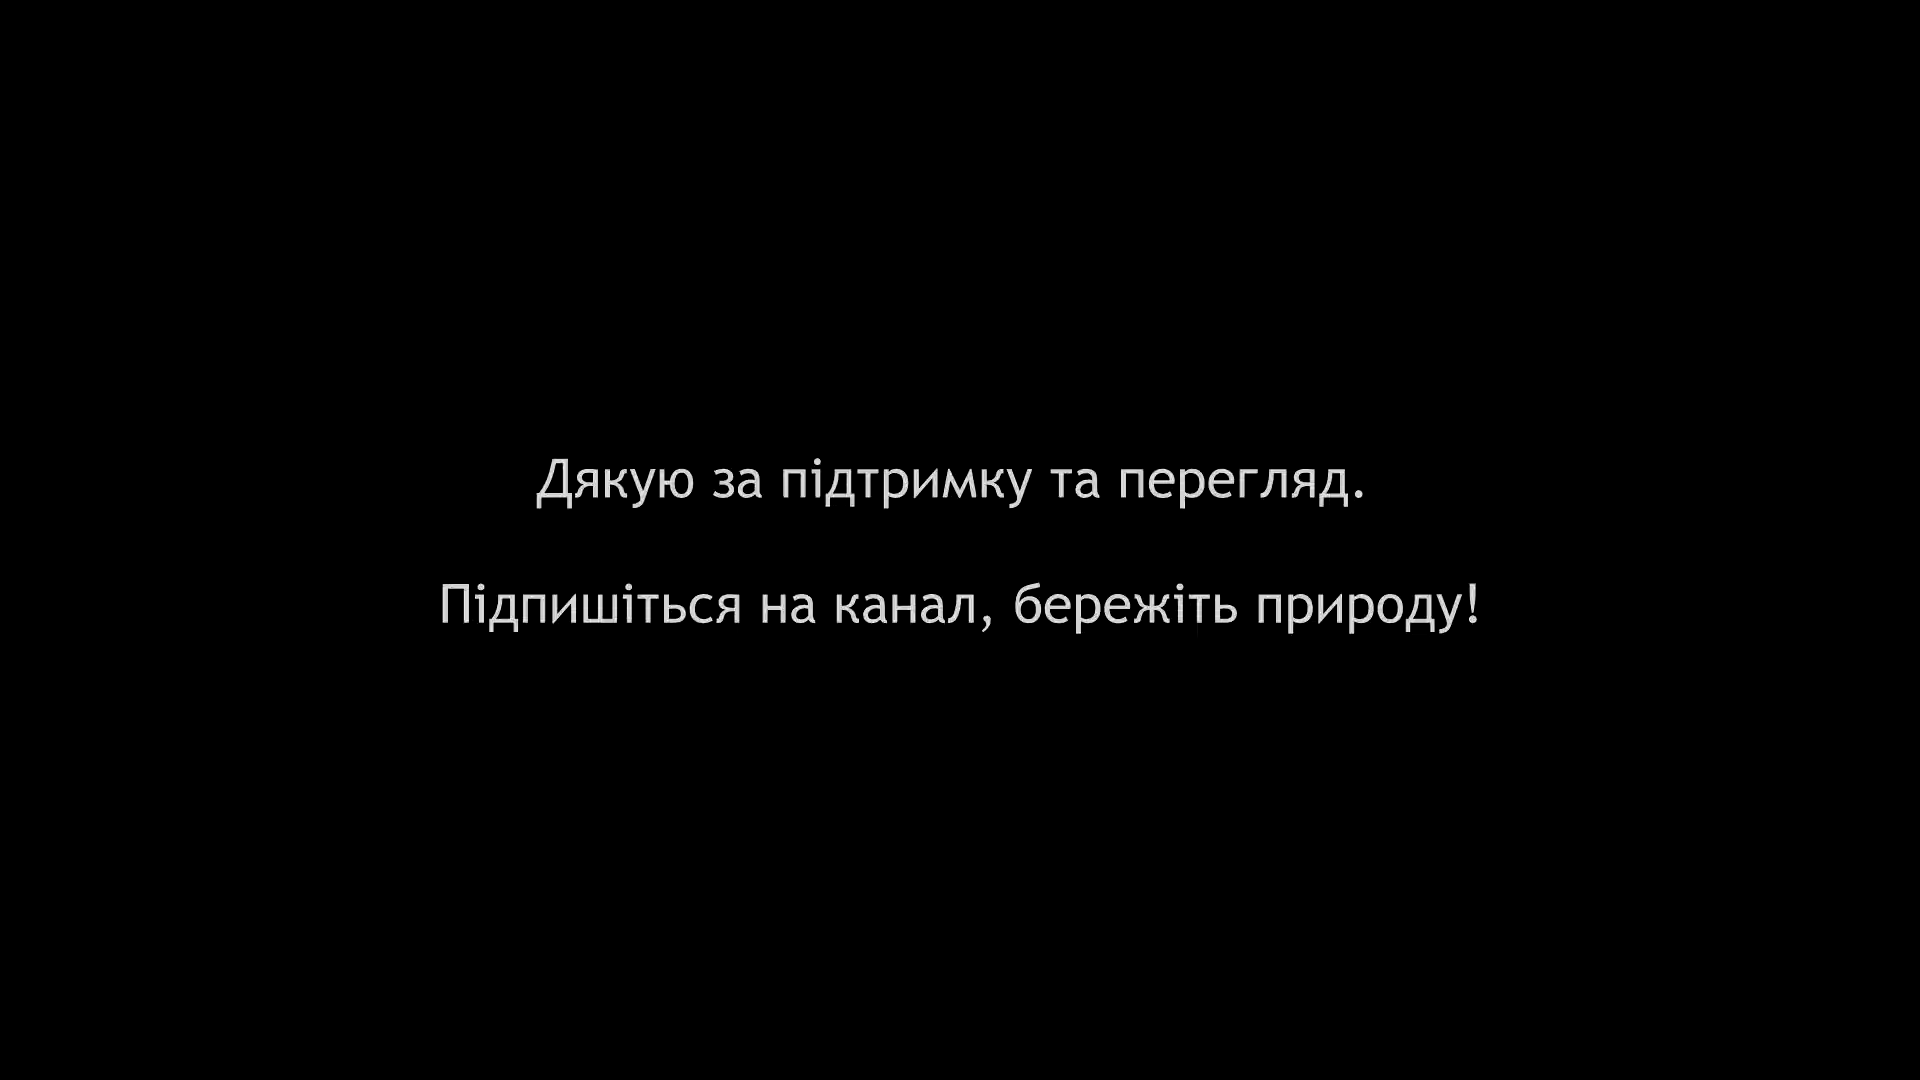 Дякую за підтримку та перегляд.
Підпишіться на канал, бережіть природу!